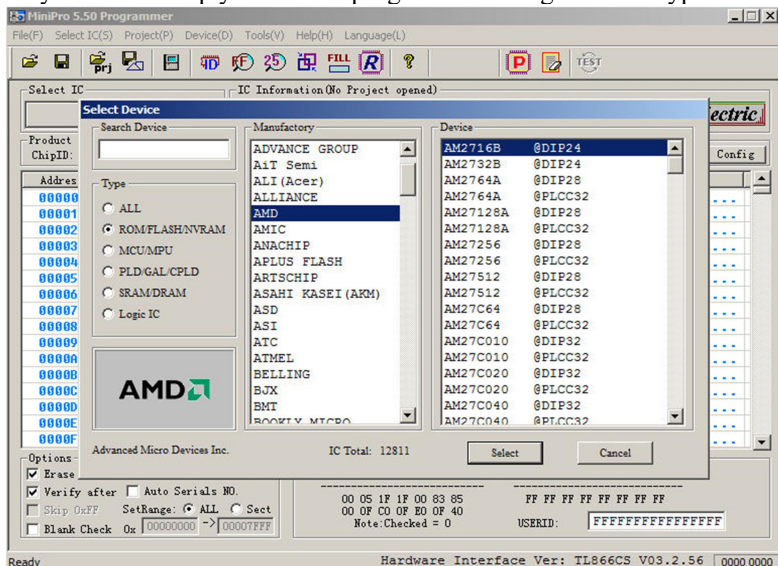 MiniPro 5.50 Programmer
File(F) Select IC(S) Project(P) Device(D) Tools(V) Help(H) Language(L)
prj FF 25 FILL R ? P TEST
Select IC
IC Information(No Project opened)
ectric
Product
ChipID:
Config
Select Device
Search Device
Type
ALL
ROM/FLASH/NVRAM
MCU/MPU
PLD/GAL/CPLD
SRAM/DRAM
Logic IC
AMD
Advanced Micro Devices Inc.
Manufactory
ADVANCE GROUP
AiT Semi
ALI(Acer)
ALLIANCE
AMD
AMIC
ANACHIP
APLUS FLASH
ARTSCHIP
ASAHI KASEI(AKM)
ASD
ASI
ATC
ATMEL
BELLING
BJX
BMT
BOOKLY MICRO
Device
AM2716B @DIP24
AM2732B @DIP24
AM2764A @DIP28
AM2764A @PLCC32
AM27128A @DIP28
AM27128A @PLCC32
AM27256 @DIP28
AM27256 @PLCC32
AM27512 @DIP28
AM27512 @PLCC32
AM27C64 @DIP28
AM27C64 @PLCC32
AM27C010 @DIP32
AM27C010 @PLCC32
AM27C020 @DIP32
AM27C020 @PLCC32
AM27C040 @DIP32
AM27C040 @PLCC32
IC Total: 12811
Select
Cancel
Addres
00000
00001
00002
00003
00004
00005
00006
00007
00008
00009
0000A
0000B
0000C
0000D
0000E
0000F
Options
Erase
Verify after Auto Serials NO.
Skip 0xFF SetRange: ALL Sect
Blank Check 0x 00000000 -> 00007FFF
00 05 1F 1F 00 83 85
00 0F C0 0F E0 0F 40
Note:Checked = 0
FF FF FF FF FF FF FF FF
USERID: FFFFFFFFFFFFFFFF
Ready
Hardware Interface Ver: TL866CS V03.2.56 0000 0000